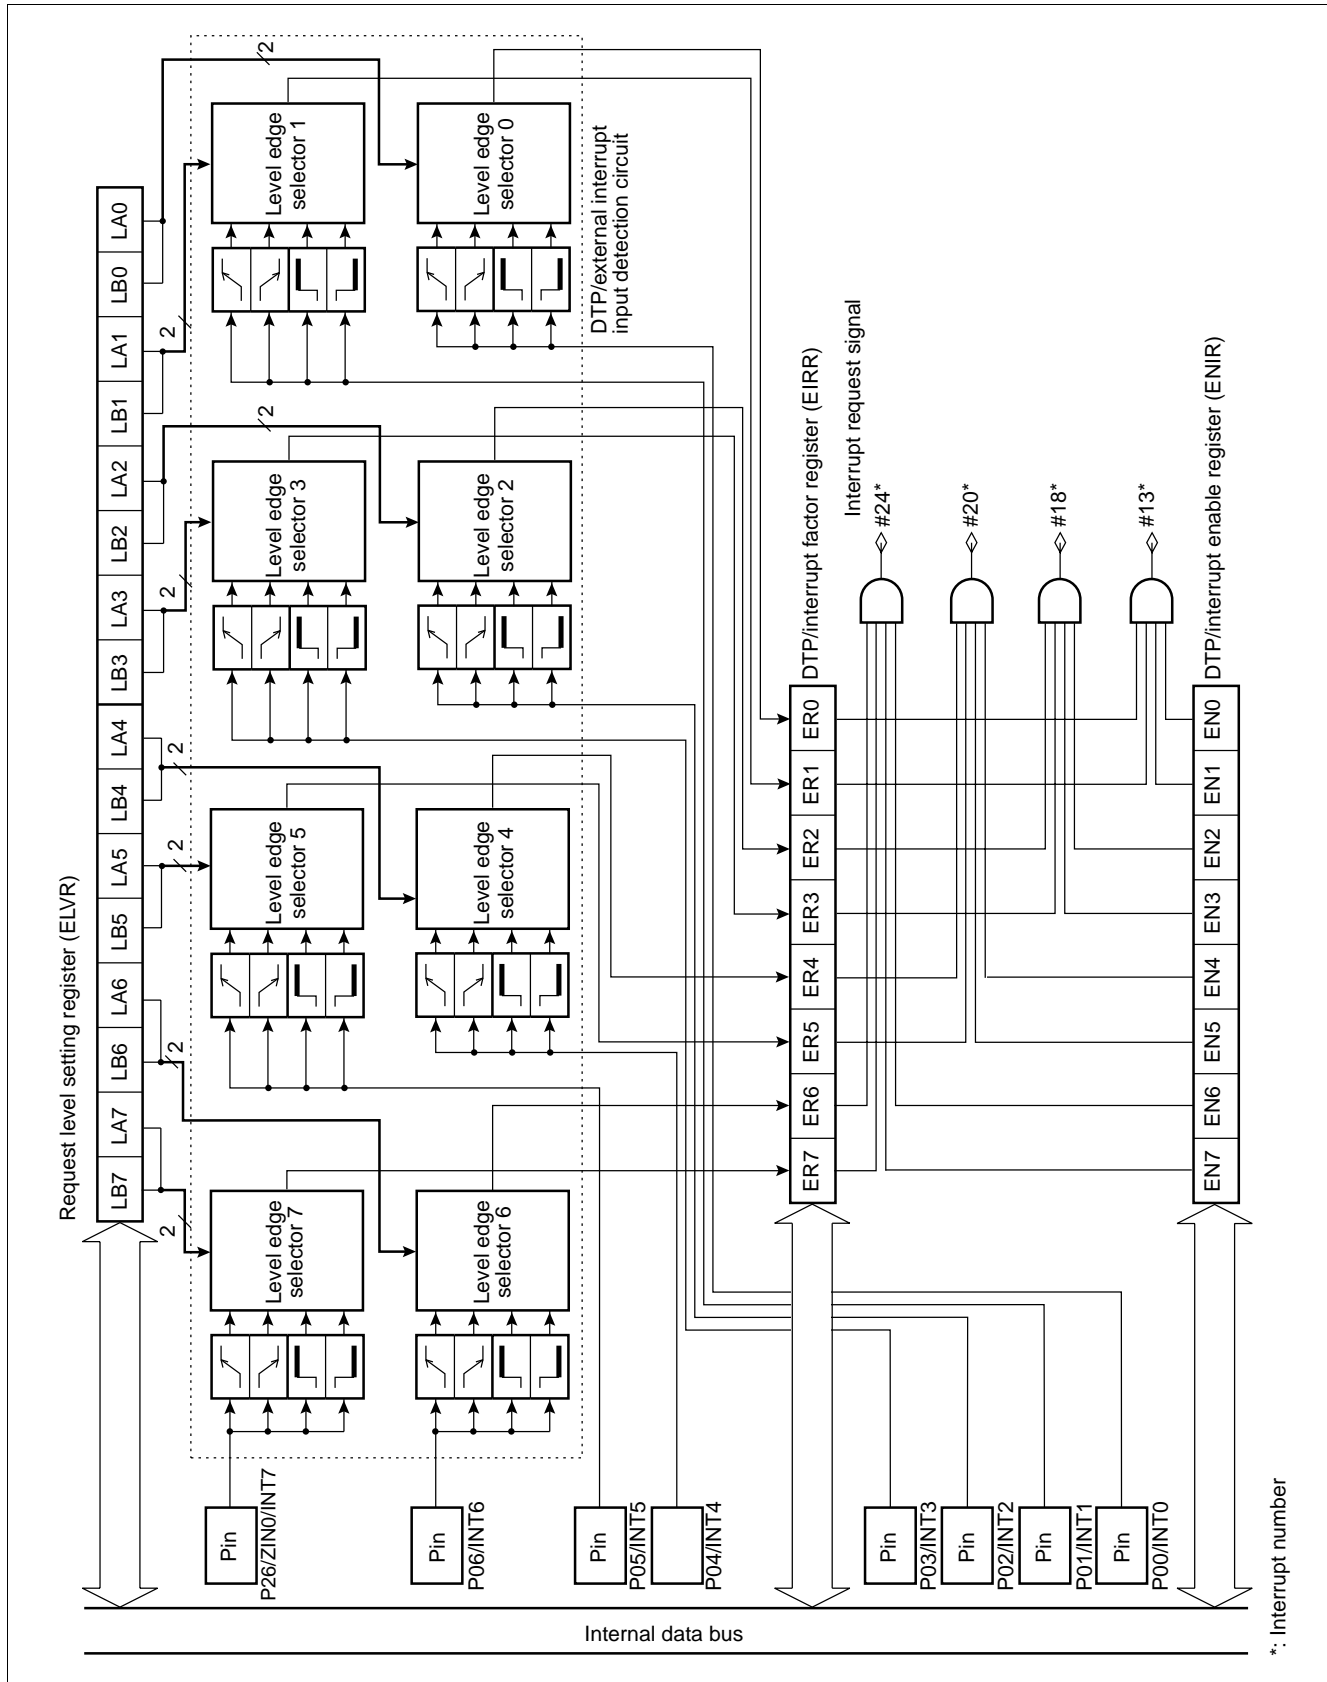 Request level setting register (ELVR)
LB7 LA7 LB6 LA6 LB5 LA5 LB4 LA4 LB3 LA3 LB2 LA2 LB1 LA1 LB0 LA0
2
2
2
2
2
2
2
2
Pin
P26/ZIN0/INT7
Level edge
selector 7
Level edge
selector 5
Level edge
selector 3
Level edge
selector 1
Pin
P06/INT6
Level edge
selector 6
Level edge
selector 4
Level edge
selector 2
Level edge
selector 0
DTP/external interrupt
input detection circuit
Pin
P05/INT5
P04/INT4
ER7 ER6 ER5 ER4 ER3 ER2 ER1 ER0
DTP/interrupt factor register (EIRR)
Interrupt request signal
Pin
P03/INT3
#24*
Pin
P02/INT2
#20*
Pin
P01/INT1
#18*
Pin
P00/INT0
#13*
EN7 EN6 EN5 EN4 EN3 EN2 EN1 EN0
DTP/interrupt enable register (ENIR)
Internal data bus
*: Interrupt number